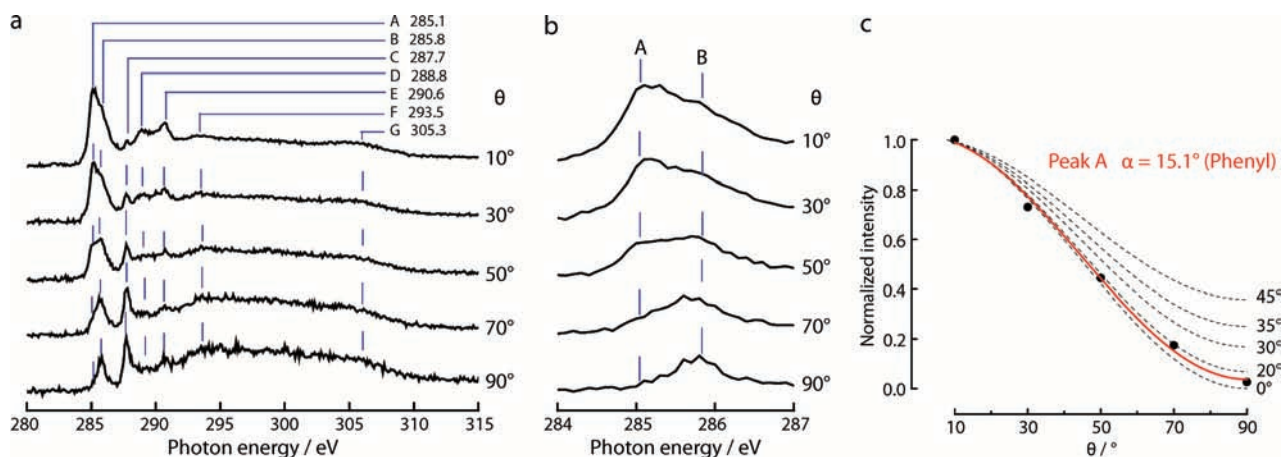 a
A 285.1
B 285.8
C 287.7
D 288.8
E 290.6
F 293.5
G 305.3
θ
10°
30°
50°
70°
90°
280 285 290 295 300 305 310 315
Photon energy / eV
b
A
B
θ
10°
30°
50°
70°
90°
284 285 286 287
Photon energy / eV
c
Peak A α = 15.1° (Phenyl)
Normalized intensity
1.0
0.8
0.6
0.4
0.2
0.0
45°
35°
30°
20°
0°
10 30 50 70 90
θ / °